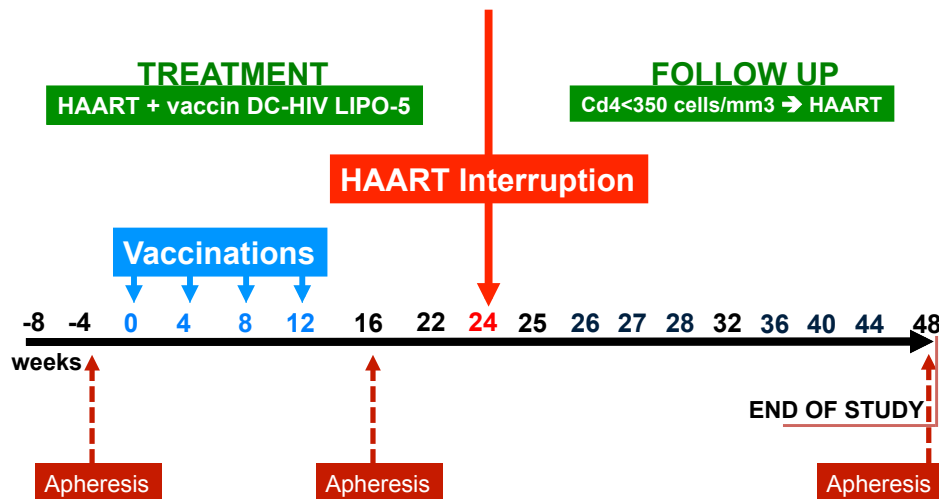 TREATMENT
HAART + vaccin DC-HIV LIPO-5
FOLLOW UP
Cd4<350 cells/mm3 ➔ HAART
HAART Interruption
Vaccinations
-8 -4 0 4 8 12 16 22 24 25 26 27 28 32 36 40 44 48
weeks
END OF STUDY
Apheresis Apheresis Apheresis